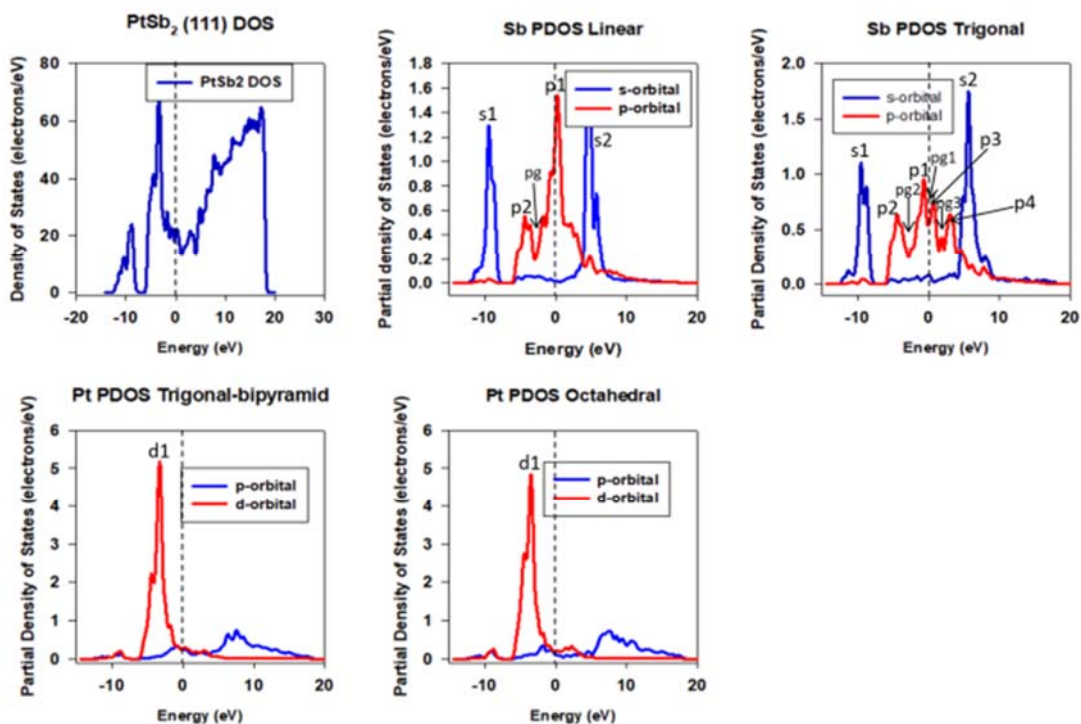 PtSb2 (111) DOS
Density of States (electrons/eV)
80
60
40
20
0
PtSb2 DOS
-20 -10 0 10 20 30
Energy (eV)
Sb PDOS Linear
Partial density of States (electrons/eV)
1.8
1.6
1.4
1.2
1.0
0.8
0.6
0.4
0.2
0.0
s-orbital
p-orbital
s1
p1
s2
pg
p2
-10 0 10 20
Energy (eV)
Sb PDOS Trigonal
Partial Density of States (electrons/eV)
2.0
1.5
1.0
0.5
0.0
s-orbital
p-orbital
s2
s1
p1
pg1
p3
pg2
p2
pg3
p4
-10 0 10 20
Energy (eV)
Pt PDOS Trigonal-bipyramid
Partial Density of States (electrons/eV)
6
5
4
3
2
1
0
d1
p-orbital
d-orbital
-10 0 10 20
Energy (eV)
Pt PDOS Octahedral
Partial Density of States (electrons/eV)
6
5
4
3
2
1
0
d1
p-orbital
d-orbital
-10 0 10 20
Energy (eV)